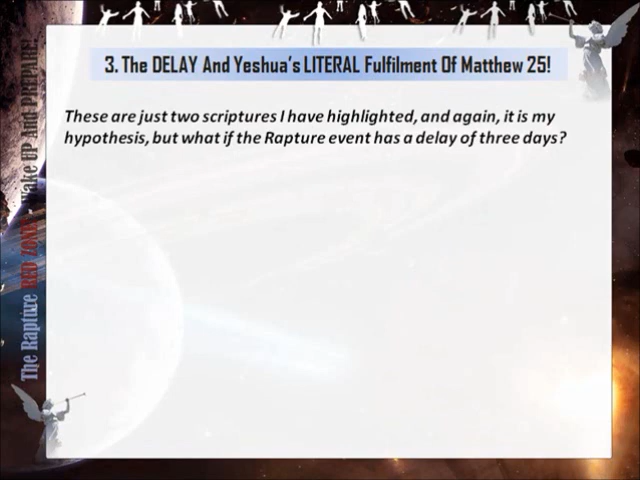 3. The DELAY And Yeshua's LITERAL Fulfilment Of Matthew 25!
These are just two scriptures I have highlighted, and again, it is my
hypothesis, but what if the Rapture event has a delay of three days?
The Rapture RED ZONE - Wake UP And PREPARE!